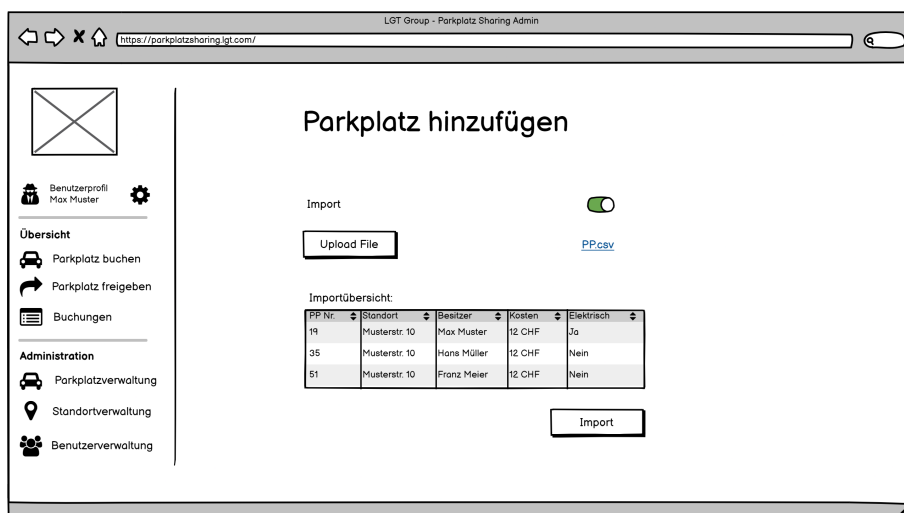 LGT Group - Parkplatz Sharing Admin
https://parkplatzsharing.lgt.com/
Parkplatz hinzufügen
Benutzerprofil
Max Muster
Übersicht
Parkplatz buchen
Parkplatz freigeben
Buchungen
Administration
Parkplatzverwaltung
Standortverwaltung
Benutzerverwaltung
Import
Upload File PP.csv
Importübersicht:
PP Nr. Standort Besitzer Kosten Elektrisch
19 Musterstr. 10 Max Muster 12 CHF Ja
35 Musterstr. 10 Hans Müller 12 CHF Nein
51 Musterstr. 10 Franz Meier 12 CHF Nein
Import